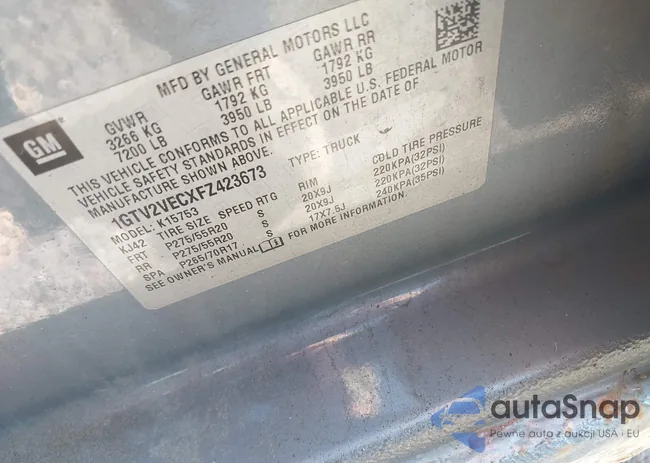 GM
MFD BY GENERAL MOTORS LLC
GVWR GAWR FRT GAWR RR
3266 KG 1792 KG 1792 KG
7200 LB 3950 LB 3950 LB
THIS VEHICLE CONFORMS TO ALL APPLICABLE U.S. FEDERAL MOTOR
VEHICLE SAFETY STANDARDS IN EFFECT ON THE DATE OF
MANUFACTURE SHOWN ABOVE.
1GTV2VECXFZ423673 TYPE: TRUCK
MODEL: K15753
KJ42 TIRE SIZE SPEED RTG RIM COLD TIRE PRESSURE
FRT P275/55R20 S 20X9J 220KPA(32PSI)
RR P275/55R20 S 20X9J 220KPA(32PSI)
SPA P265/70R17 S 17X7.5J 240KPA(35PSI)
SEE OWNER'S MANUAL FOR MORE INFORMATION.
autaSnap
Pewne auta z aukcji USA i EU